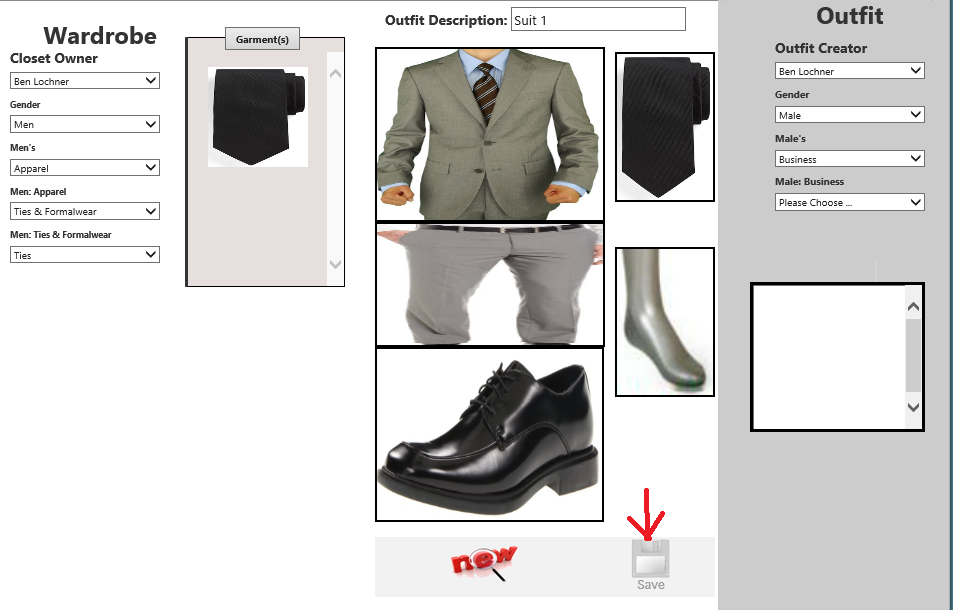 Wardrobe
Closet Owner
Ben Lochner
Gender
Men
Men's
Apparel
Men: Apparel
Ties & Formalwear
Men: Ties & Formalwear
Ties
Garment(s)
Outfit Description: Suit 1
new
Save
Outfit
Outfit Creator
Ben Lochner
Gender
Male
Male's
Business
Male: Business
Please Choose ...